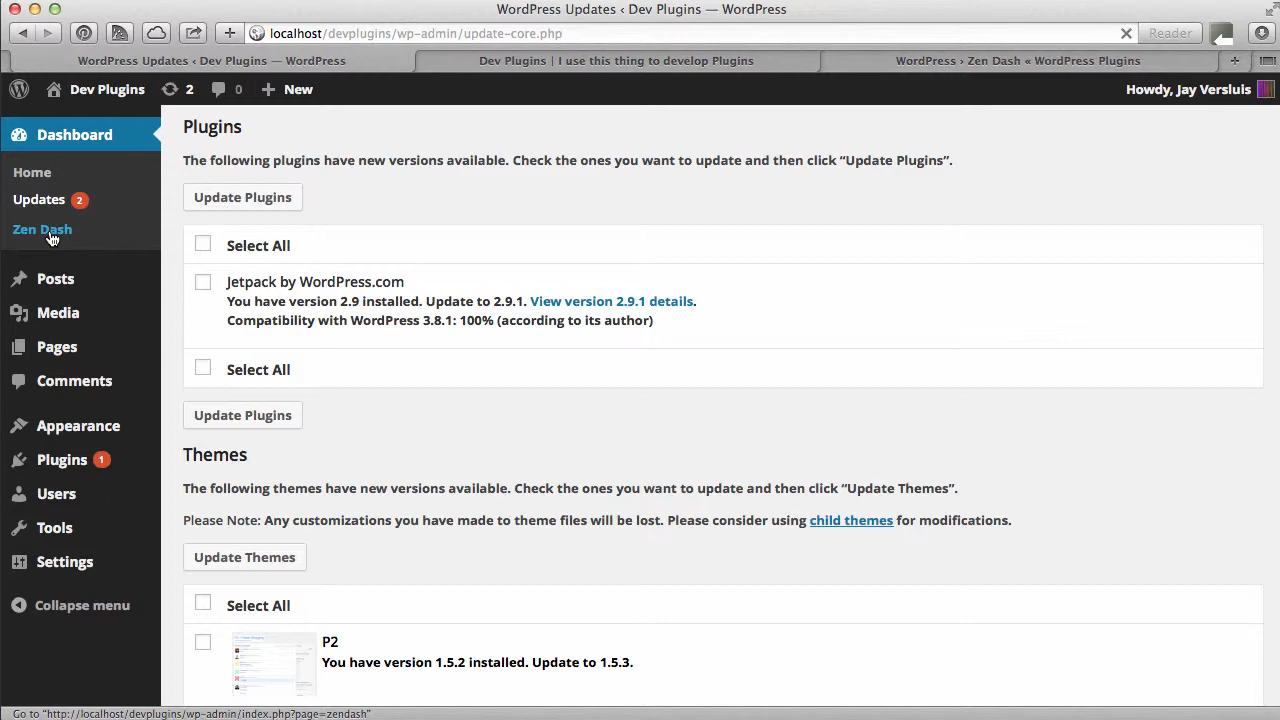 WordPress Updates ‹ Dev Plugins — WordPress
localhost/devplugins/wp-admin/update-core.php
Reader
WordPress Updates ‹ Dev Plugins — WordPress
Dev Plugins | I use this thing to develop Plugins
WordPress › Zen Dash « WordPress Plugins
Dev Plugins 2 0 New
Howdy, Jay Versluis
Dashboard
Home
Updates 2
Zen Dash
Posts
Media
Pages
Comments
Appearance
Plugins 1
Users
Tools
Settings
Collapse menu
Plugins
The following plugins have new versions available. Check the ones you want to update and then click “Update Plugins”.
Update Plugins
Select All
Jetpack by WordPress.com
You have version 2.9 installed. Update to 2.9.1. View version 2.9.1 details.
Compatibility with WordPress 3.8.1: 100% (according to its author)
Select All
Update Plugins
Themes
The following themes have new versions available. Check the ones you want to update and then click “Update Themes”.
Please Note: Any customizations you have made to theme files will be lost. Please consider using child themes for modifications.
Update Themes
Select All
P2
You have version 1.5.2 installed. Update to 1.5.3.
Go to "http://localhost/devplugins/wp-admin/index.php?page=zendash"